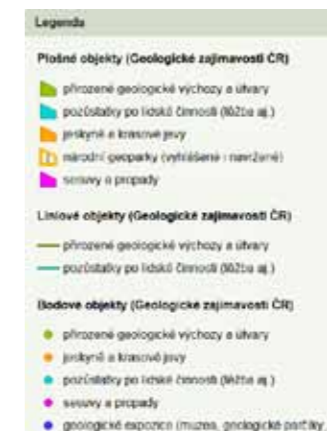 Legenda
Plošné objekty (Geologické zajímavosti ČR)
přirozené geologické výchozy a útvary
pozůstatky po lidské činnosti (těžba aj.)
jeskyně a krasové jevy
národní geoparky (vyhlášené i navržené)
sesuvy a propady
Liniové objekty (Geologické zajímavosti ČR)
přirozené geologické výchozy a útvary
pozůstatky po lidské činnosti (těžba aj.)
Bodové objekty (Geologické zajímavosti ČR)
přirozené geologické výchozy a útvary
jeskyně a krasové jevy
pozůstatky po lidské činnosti (těžba aj.)
sesuvy a propady
geologické expozice (muzea, geologické parčíky,